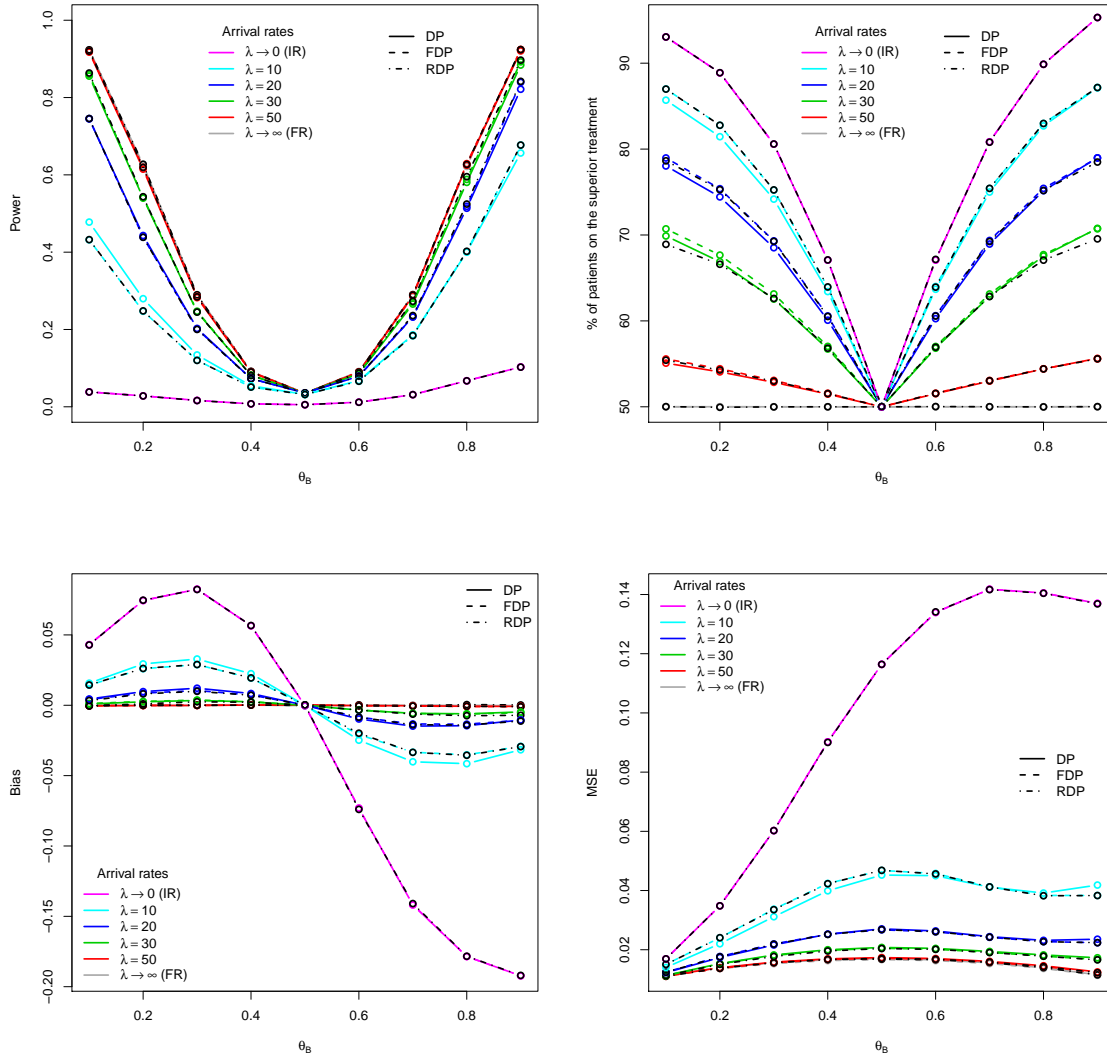 Arrival rates
λ→0 (IR)
λ=10
λ=20
λ=30
λ=50
λ→∞ (FR)
DP
FDP
RDP
Power
0.0
0.2
0.4
0.6
0.8
1.0
0.2 0.4 0.6 0.8
θB
Arrival rates
λ→0 (IR)
λ=10
λ=20
λ=30
λ=50
λ→∞ (FR)
DP
FDP
RDP
% of patients on the superior treatment
50
60
70
80
90
0.2 0.4 0.6 0.8
θB
DP
FDP
RDP
Arrival rates
λ→0 (IR)
λ=10
λ=20
λ=30
λ=50
λ→∞ (FR)
Bias
-0.20
-0.15
-0.10
-0.05
0.00
0.05
0.2 0.4 0.6 0.8
θB
Arrival rates
λ→0 (IR)
λ=10
λ=20
λ=30
λ=50
λ→∞ (FR)
DP
FDP
RDP
MSE
0.02
0.04
0.06
0.08
0.10
0.12
0.14
0.2 0.4 0.6 0.8
θB